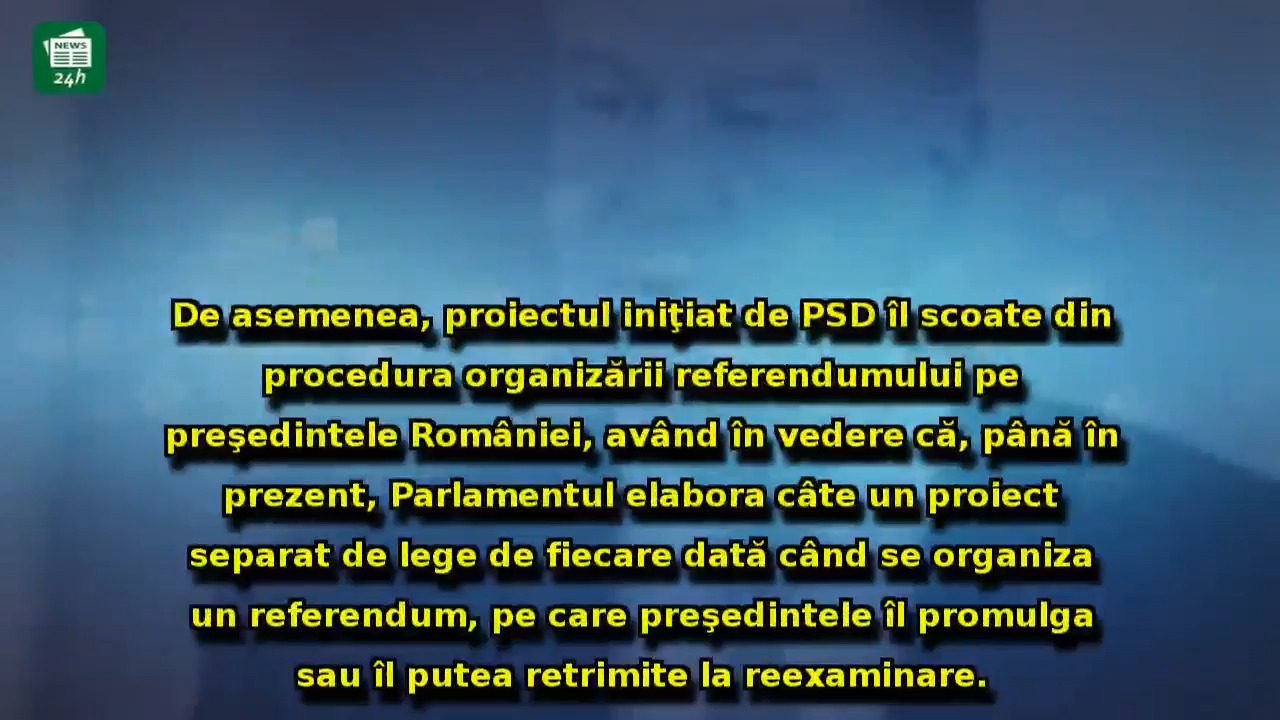 NEWS
24h
De asemenea, proiectul iniţiat de PSD îl scoate din
procedura organizării referendumului pe
preşedintele României, având în vedere că, până în
prezent, Parlamentul elabora câte un proiect
separat de lege de fiecare dată când se organiza
un referendum, pe care preşedintele îl promulga
sau îl putea retrimite la reexaminare.